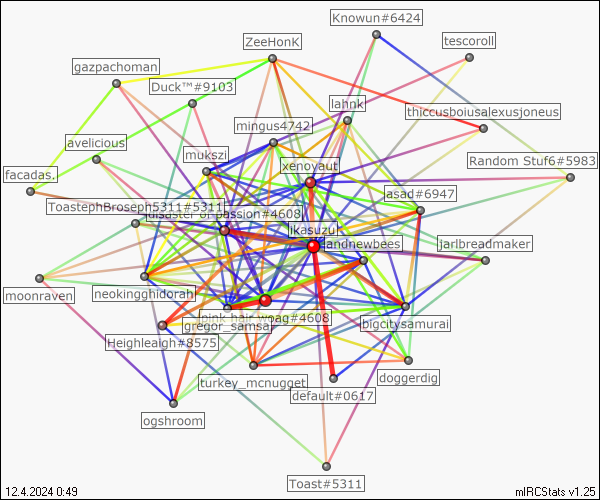 Knowun#6424
ZeeHonK
tescoroll
gazpachoman
Duck™#9103
lahnk
thiccusboiusalexusjoneus
mingus4742
avelicious
mukszi
xenoyaut
Random Stuf6#5983
facadas.
asad#6947
ToastephBroseph5311#5311
disaster of passion#4608
ikasuzu
landnewbees
jarlbreadmaker
moonraven
neokingghidorah
pink hair wpag#4608
gregor_samsa
bigcitysamurai
Heighleaigh#8575
turkey_mcnugget
doggerdig
default#0617
ogshroom
Toast#5311
12.4.2024 0:49
mIRCStats v1.25